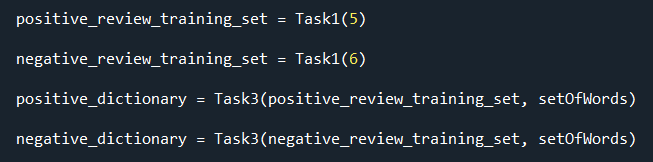 positive_review_training_set = Task1(5)
negative_review_training_set = Task1(6)
positive_dictionary = Task3(positive_review_training_set, setOfWords)
negative_dictionary = Task3(negative_review_training_set, setOfWords)